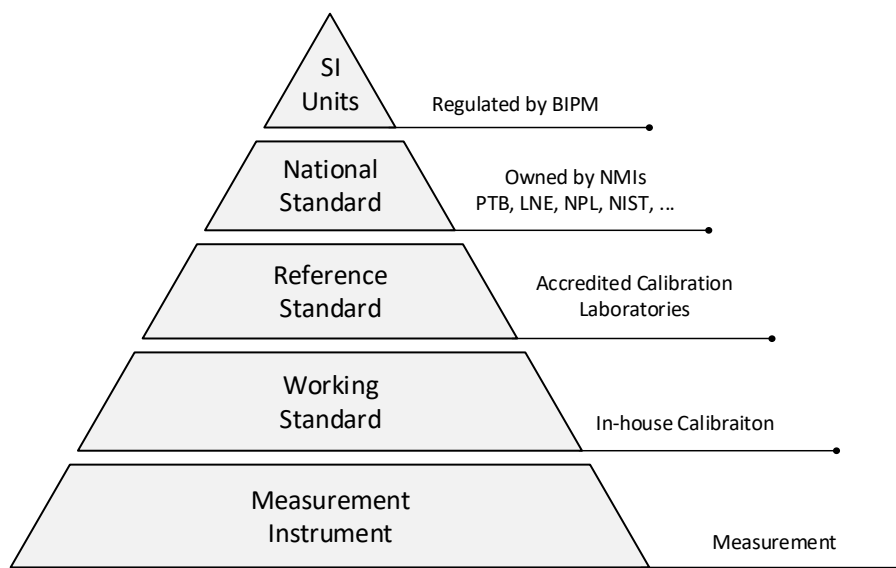 SI
Units
Regulated by BIPM
National
Standard
Owned by NMIs
PTB, LNE, NPL, NIST, ...
Reference
Standard
Accredited Calibration
Laboratories
Working
Standard
In-house Calibraiton
Measurement
Instrument
Measurement